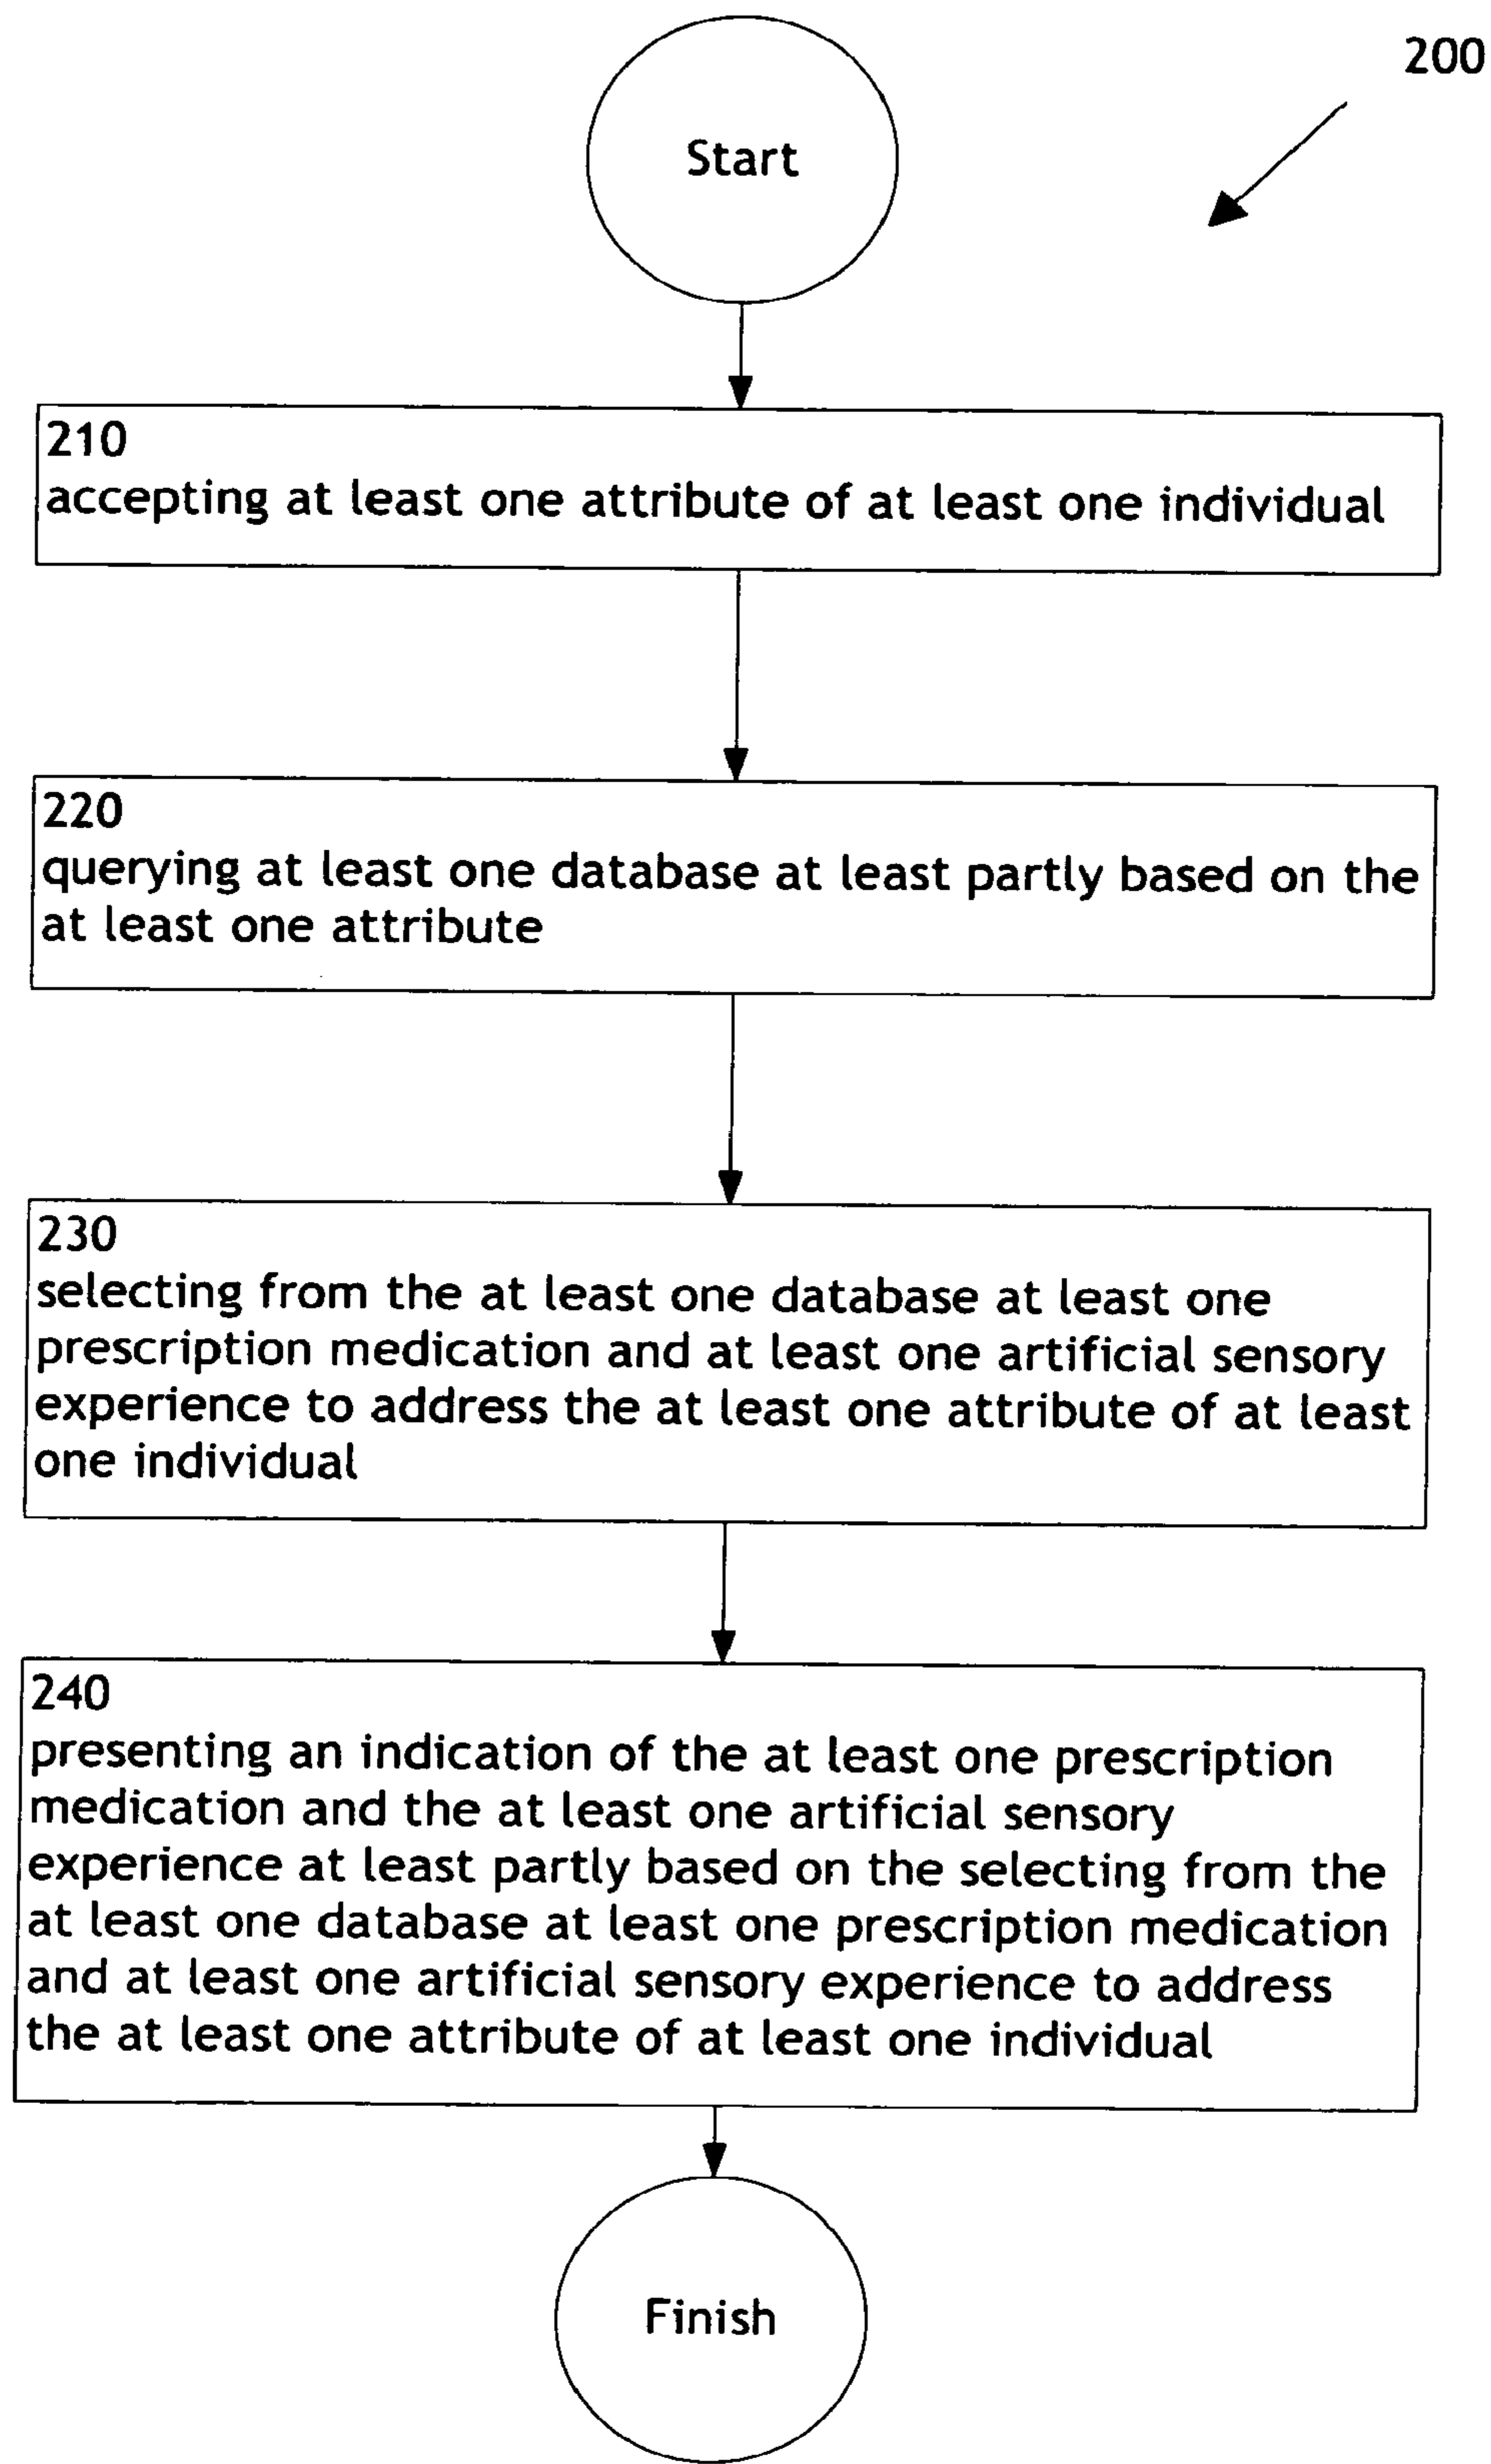 200
Start
210
accepting at least one attribute of at least one individual
220
querying at least one database at least partly based on the
at least one attribute
230
selecting from the at least one database at least one
prescription medication and at least one artificial sensory
experience to address the at least one attribute of at least
one individual
240
presenting an indication of the at least one prescription
medication and the at least one artificial sensory
experience at least partly based on the selecting from the
at least one database at least one prescription medication
and at least one artificial sensory experience to address
the at least one attribute of at least one individual
Finish